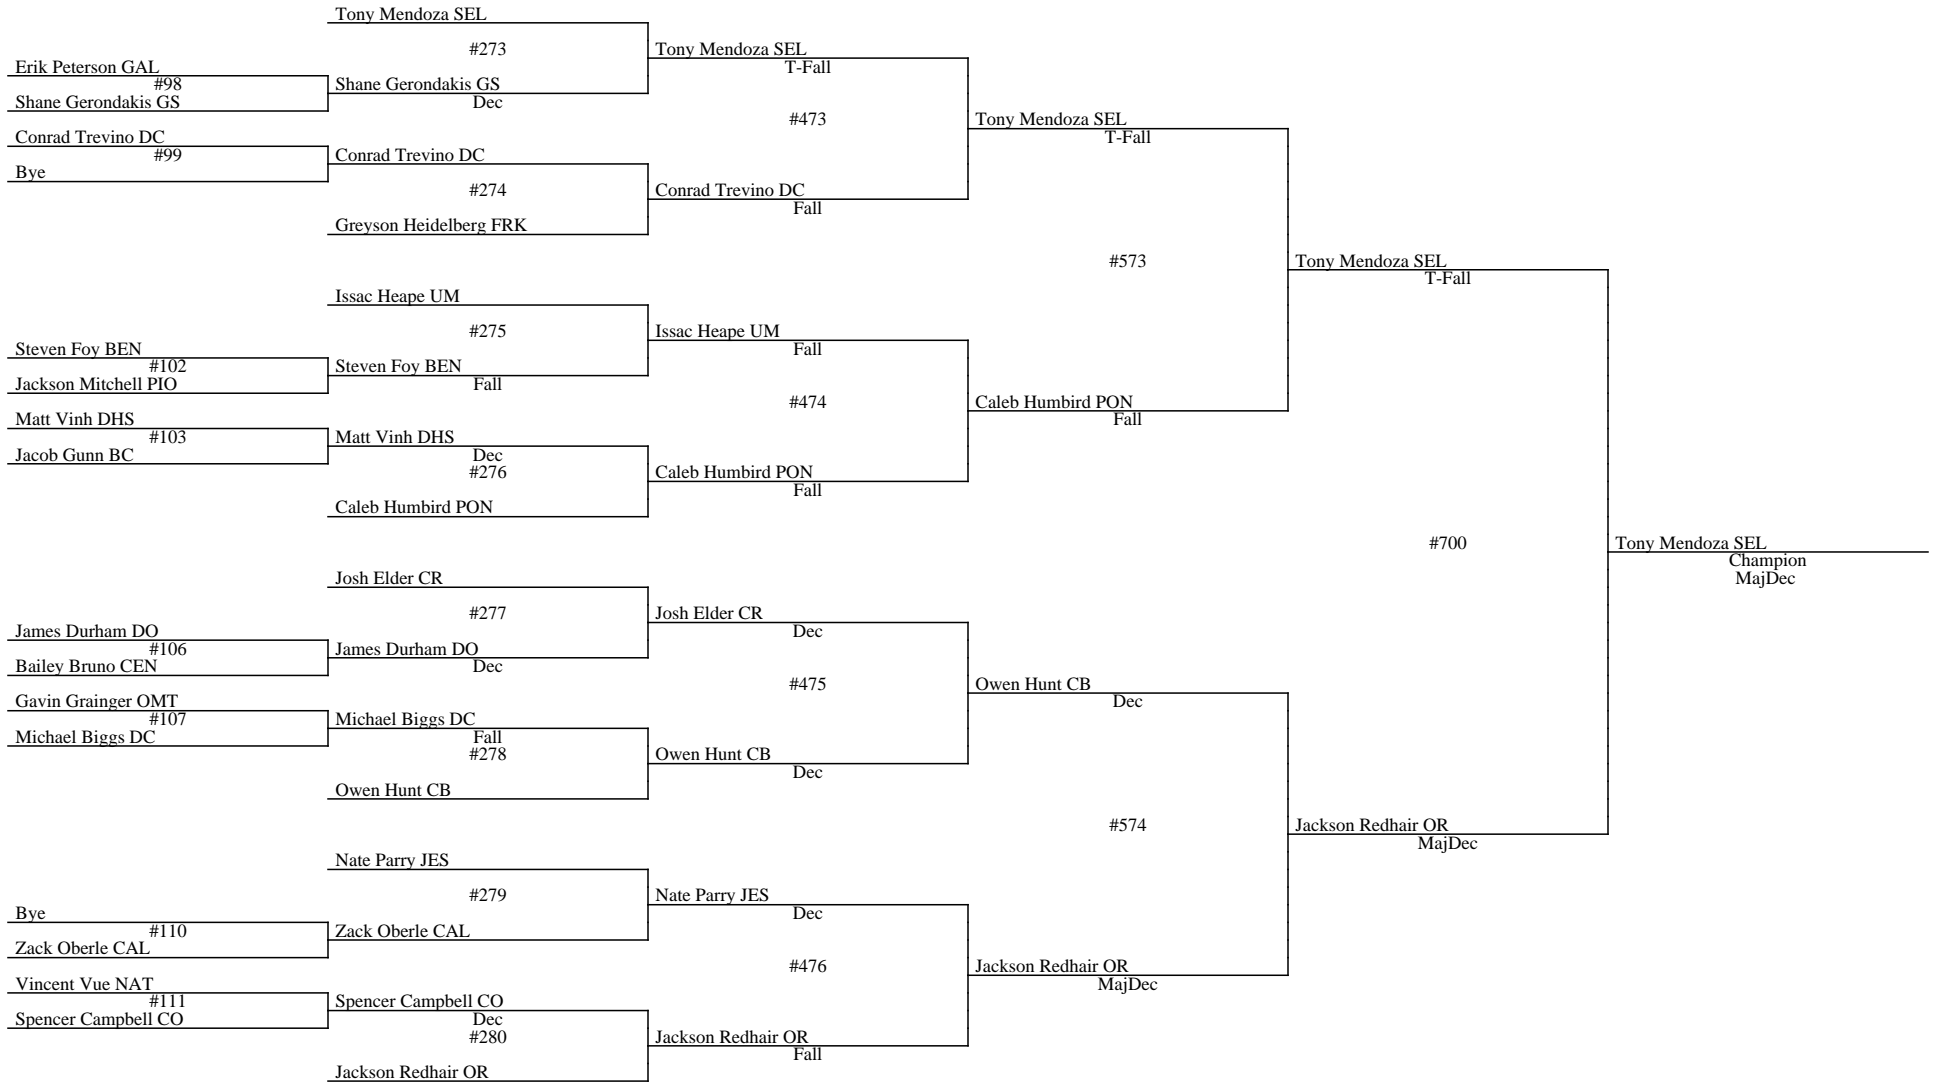 Tony Mendoza SEL
#273
Tony Mendoza SEL
T-Fall
Erik Peterson GAL
#98
Shane Gerondakis GS
Shane Gerondakis GS
Dec
#473
Tony Mendoza SEL
T-Fall
Conrad Trevino DC
#99
Bye
Conrad Trevino DC
#274
Conrad Trevino DC
Fall
Greyson Heidelberg FRK
#573
Tony Mendoza SEL
T-Fall
Issac Heape UM
#275
Issac Heape UM
Fall
Steven Foy BEN
#102
Jackson Mitchell PIO
Steven Foy BEN
Fall
#474
Caleb Humbird PON
Fall
Matt Vinh DHS
#103
Jacob Gunn BC
Matt Vinh DHS
Dec
#276
Caleb Humbird PON
Fall
Caleb Humbird PON
#700
Tony Mendoza SEL
Champion
MajDec
Josh Elder CR
#277
Josh Elder CR
Dec
James Durham DO
#106
Bailey Bruno CEN
James Durham DO
Dec
#475
Owen Hunt CB
Dec
Gavin Grainger OMT
#107
Michael Biggs DC
Michael Biggs DC
Fall
#278
Owen Hunt CB
Dec
Owen Hunt CB
#574
Jackson Redhair OR
MajDec
Nate Parry JES
#279
Nate Parry JES
Dec
Bye
#110
Zack Oberle CAL
Zack Oberle CAL
#476
Jackson Redhair OR
MajDec
Vincent Vue NAT
#111
Spencer Campbell CO
Spencer Campbell CO
Dec
#280
Jackson Redhair OR
Fall
Jackson Redhair OR